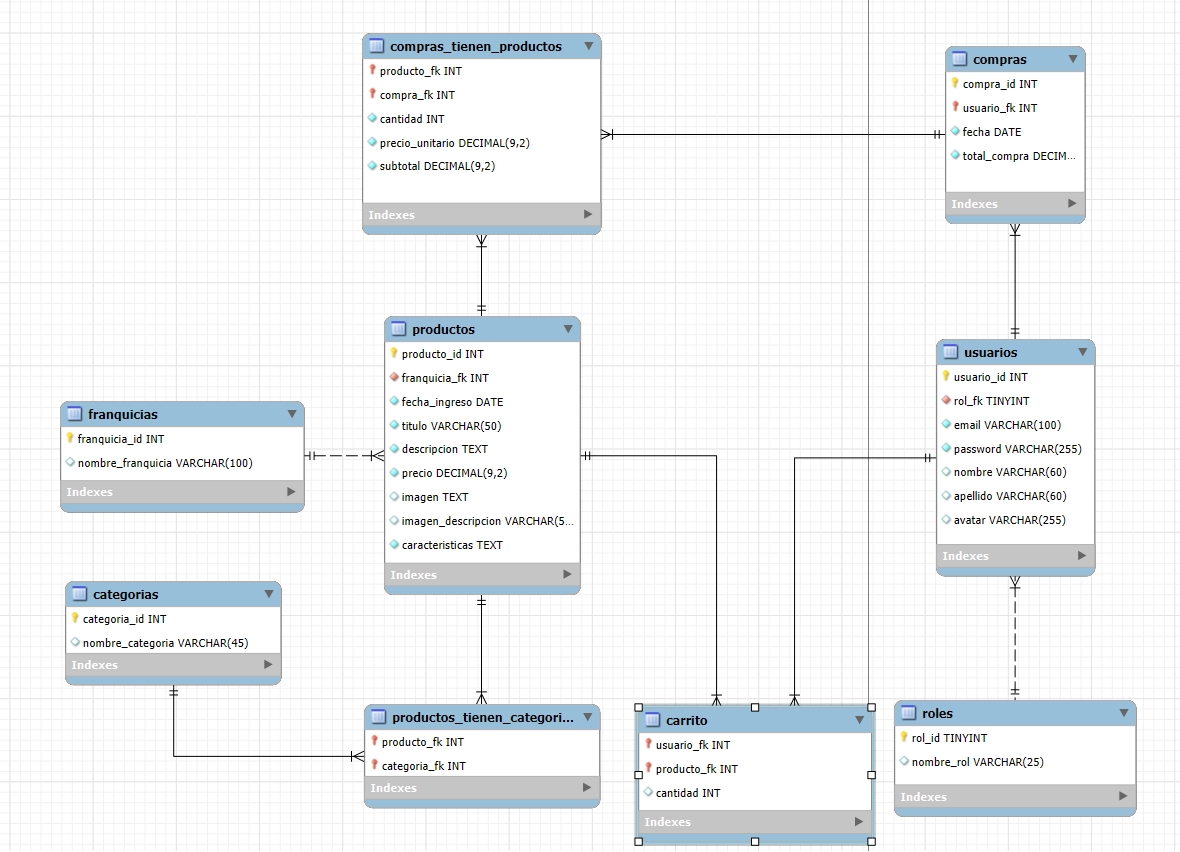 compras_tienen_productos
producto_fk INT
compra_fk INT
cantidad INT
precio_unitario DECIMAL(9,2)
subtotal DECIMAL(9,2)
Indexes
compras
compra_id INT
usuario_fk INT
fecha DATE
total_compra DECIM...
Indexes
productos
producto_id INT
franquicia_fk INT
fecha_ingreso DATE
titulo VARCHAR(50)
descripcion TEXT
precio DECIMAL(9,2)
imagen TEXT
imagen_descripcion VARCHAR(5...
caracteristicas TEXT
Indexes
usuarios
usuario_id INT
rol_fk TINYINT
email VARCHAR(100)
password VARCHAR(255)
nombre VARCHAR(60)
apellido VARCHAR(60)
avatar VARCHAR(255)
Indexes
franquicias
franquicia_id INT
nombre_franquicia VARCHAR(100)
Indexes
categorias
categoria_id INT
nombre_categoria VARCHAR(45)
Indexes
productos_tienen_categori...
producto_fk INT
categoria_fk INT
Indexes
carrito
usuario_fk INT
producto_fk INT
cantidad INT
Indexes
roles
rol_id TINYINT
nombre_rol VARCHAR(25)
Indexes